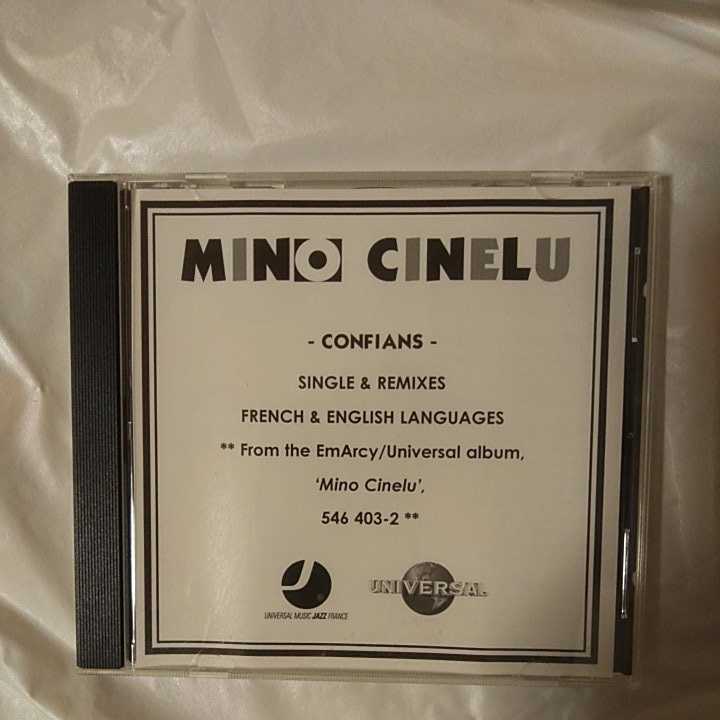 MINO CINELU
- CONFIANS -
SINGLE & REMIXES
FRENCH & ENGLISH LANGUAGES
** From the EmArcy/Universal album,
‘Mino Cinelu’,
546 403-2 **
UNIVERSAL
UNIVERSAL MUSIC JAZZ FRANCE